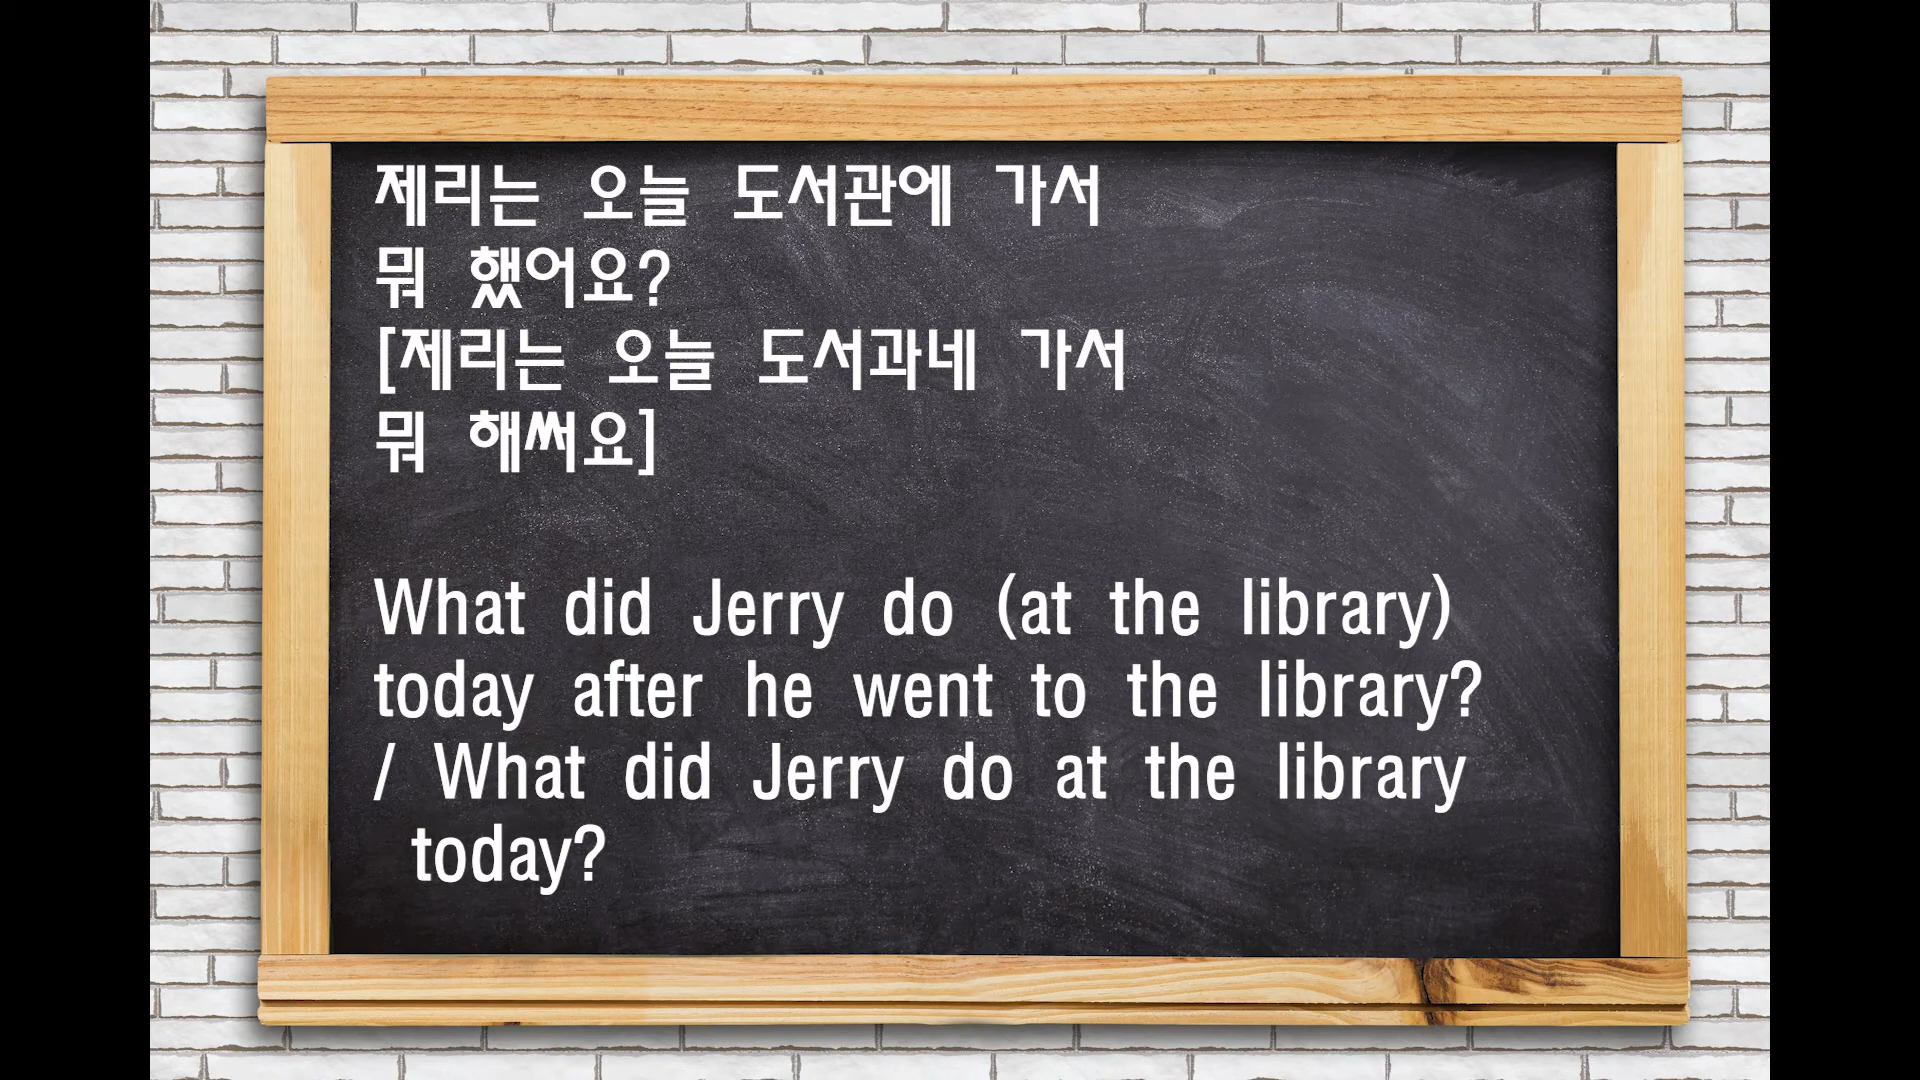 제리는 오늘 도서관에 가서
뭐 했어요?
[제리는 오늘 도서과네 가서
뭐 해써요]
What did Jerry do (at the library)
today after he went to the library?
/ What did Jerry do at the library
today?